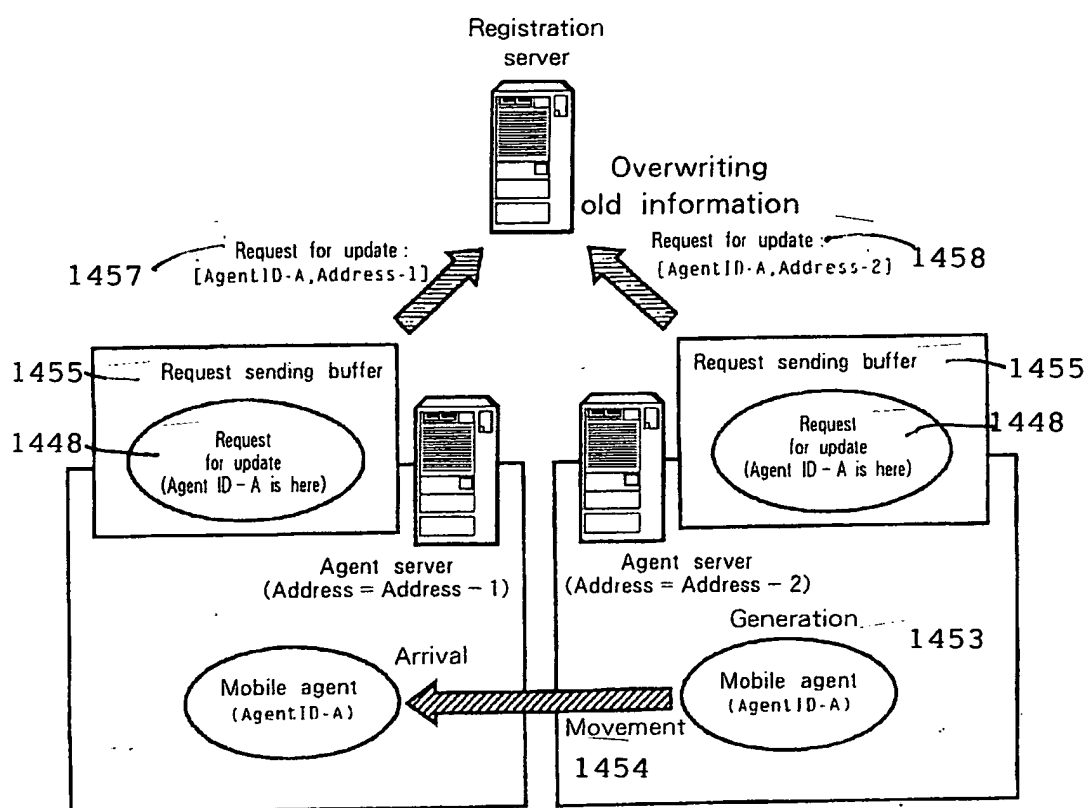 Registration
server
Overwriting
old information
Request for update :
[AgentID-A,Address-1]
1457
Request for update :
[AgentID-A,Address-2]
1458
1455
Request sending buffer
1448
Request
for update
(Agent ID - A is here)
Request sending buffer
1455
Request
for update
(Agent ID - A is here)
1448
Agent server
(Address = Address - 1)
Agent server
(Address = Address - 2)
Generation
1453
Arrival
Mobile agent
(AgentID-A)
Mobile agent
(AgentID-A)
Movement
1454